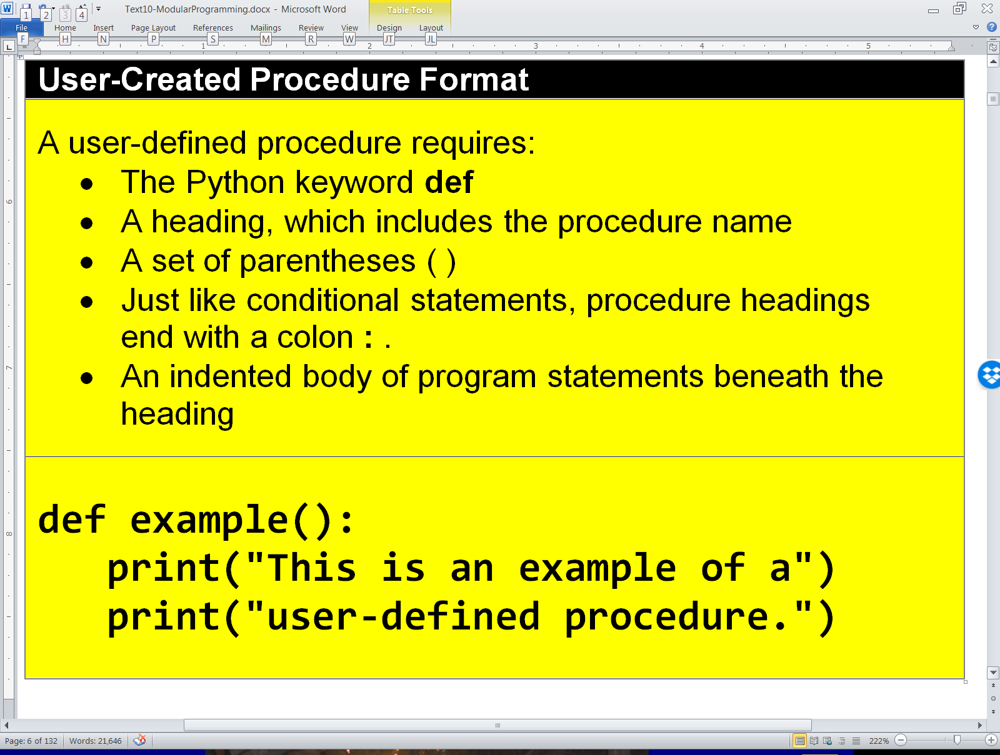 1 2 3 4
Text10-ModularProgramming.docx - Microsoft Word
Table Tools
File Home Insert Page Layout References Mailings Review View Design Layout
F H N P S M R W JT JL
L 1 2 3 4 5
User-Created Procedure Format
A user-defined procedure requires:
● The Python keyword def
● A heading, which includes the procedure name
● A set of parentheses ( )
● Just like conditional statements, procedure headings
end with a colon : .
● An indented body of program statements beneath the
heading
def example():
print("This is an example of a")
print("user-defined procedure.")
6
7
8
Page: 6 of 132 Words: 21,646 222%